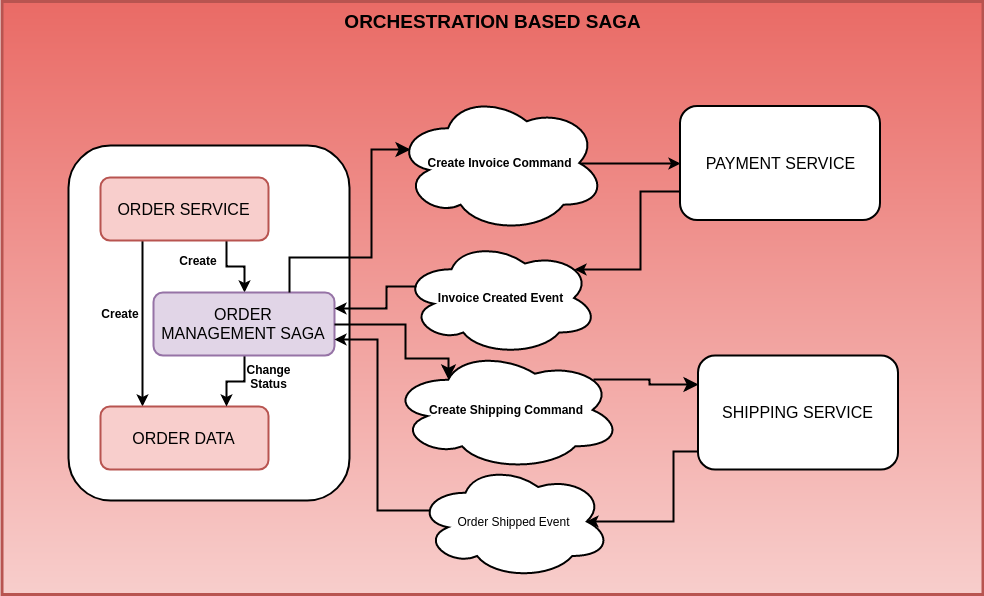 ORCHESTRATION BASED SAGA
Create Invoice Command
PAYMENT SERVICE
ORDER SERVICE
Create
Create
Invoice Created Event
ORDER
MANAGEMENT SAGA
Change
Status
Create Shipping Command
SHIPPING SERVICE
ORDER DATA
Order Shipped Event